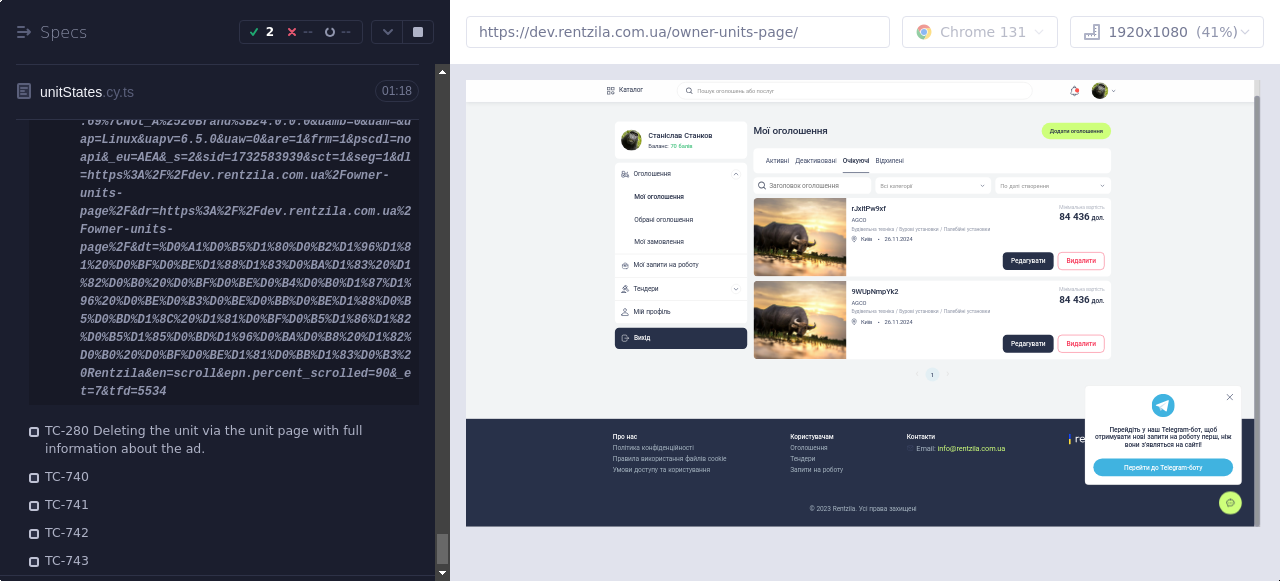 Specs
2
--
--
https://dev.rentzila.com.ua/owner-units-page/
Chrome 131
1920x1080 (41%)
unitStates.cy.ts
01:18
.69%7CNot_A%2520Brand%3B24.0.0.0&uamb=0&uam=&u
ap=Linux&uapv=6.5.0&uaw=0&are=1&frm=1&pscdl=no
api&_eu=AEA&_s=2&sid=1732583939&sct=1&seg=1&dl
=https%3A%2F%2Fdev.rentzila.com.ua%2Fowner-
units-
page%2F&dr=https%3A%2F%2Fdev.rentzila.com.ua%2
Fowner-units-
page%2F&dt=%D0%A1%D0%B5%D1%80%D0%B2%D1%96%D1%8
1%20%D0%BF%D0%BE%D1%88%D1%83%D0%BA%D1%83%20%D1
%82%D0%B0%20%D0%BF%D0%BE%D0%B4%D0%B0%D1%87%D1%
96%20%D0%BE%D0%B3%D0%BE%D0%BB%D0%BE%D1%88%D0%B
5%D0%BD%D1%8C%20%D1%81%D0%BF%D0%B5%D1%86%D1%82
%D0%B5%D1%85%D0%BD%D1%96%D0%BA%D0%B8%20%D1%82%
D0%B0%20%D0%BF%D0%BE%D1%81%D0%BB%D1%83%D0%B3%2
0Rentzila&en=scroll&epn.percent_scrolled=90&_e
t=7&tfd=5534
TC-280 Deleting the unit via the unit page with full
information about the ad.
TC-740
TC-741
TC-742
TC-743
Каталог
Пошук оголошень або послуг
Станіслав Станков
Баланс: 70 балів
Оголошення
Мої оголошення
Обрані оголошення
Мої замовлення
Мої запити на роботу
Тендери
Мій профіль
Вихід
Мої оголошення
Додати оголошення
Активні Деактивовані Очікуючі Відхилені
Заголовок оголошення
Всі категорії
По даті створення
rJxitPw9xf
Мінімальна вартість
84 436 дол.
AGCO
Будівельна техніка / Бурові установки / Палебійні установки
Київ • 26.11.2024
Редагувати
Видалити
9WUpNmpYk2
Мінімальна вартість
84 436 дол.
AGCO
Будівельна техніка / Бурові установки / Палебійні установки
Київ • 26.11.2024
Редагувати
Видалити
1
Перейдіть у наш Telegram-бот, щоб
отримувати нові запити на роботу перш, ніж
вони з'являться на сайті!
Перейти до Telegram-боту
Про нас
Політика конфіденційності
Правила використання файлів cookie
Умови доступу та користування
Користувачам
Оголошення
Тендери
Запити на роботу
Контакти
Email: info@rentzila.com.ua
re
© 2023 Rentzila. Усі права захищені